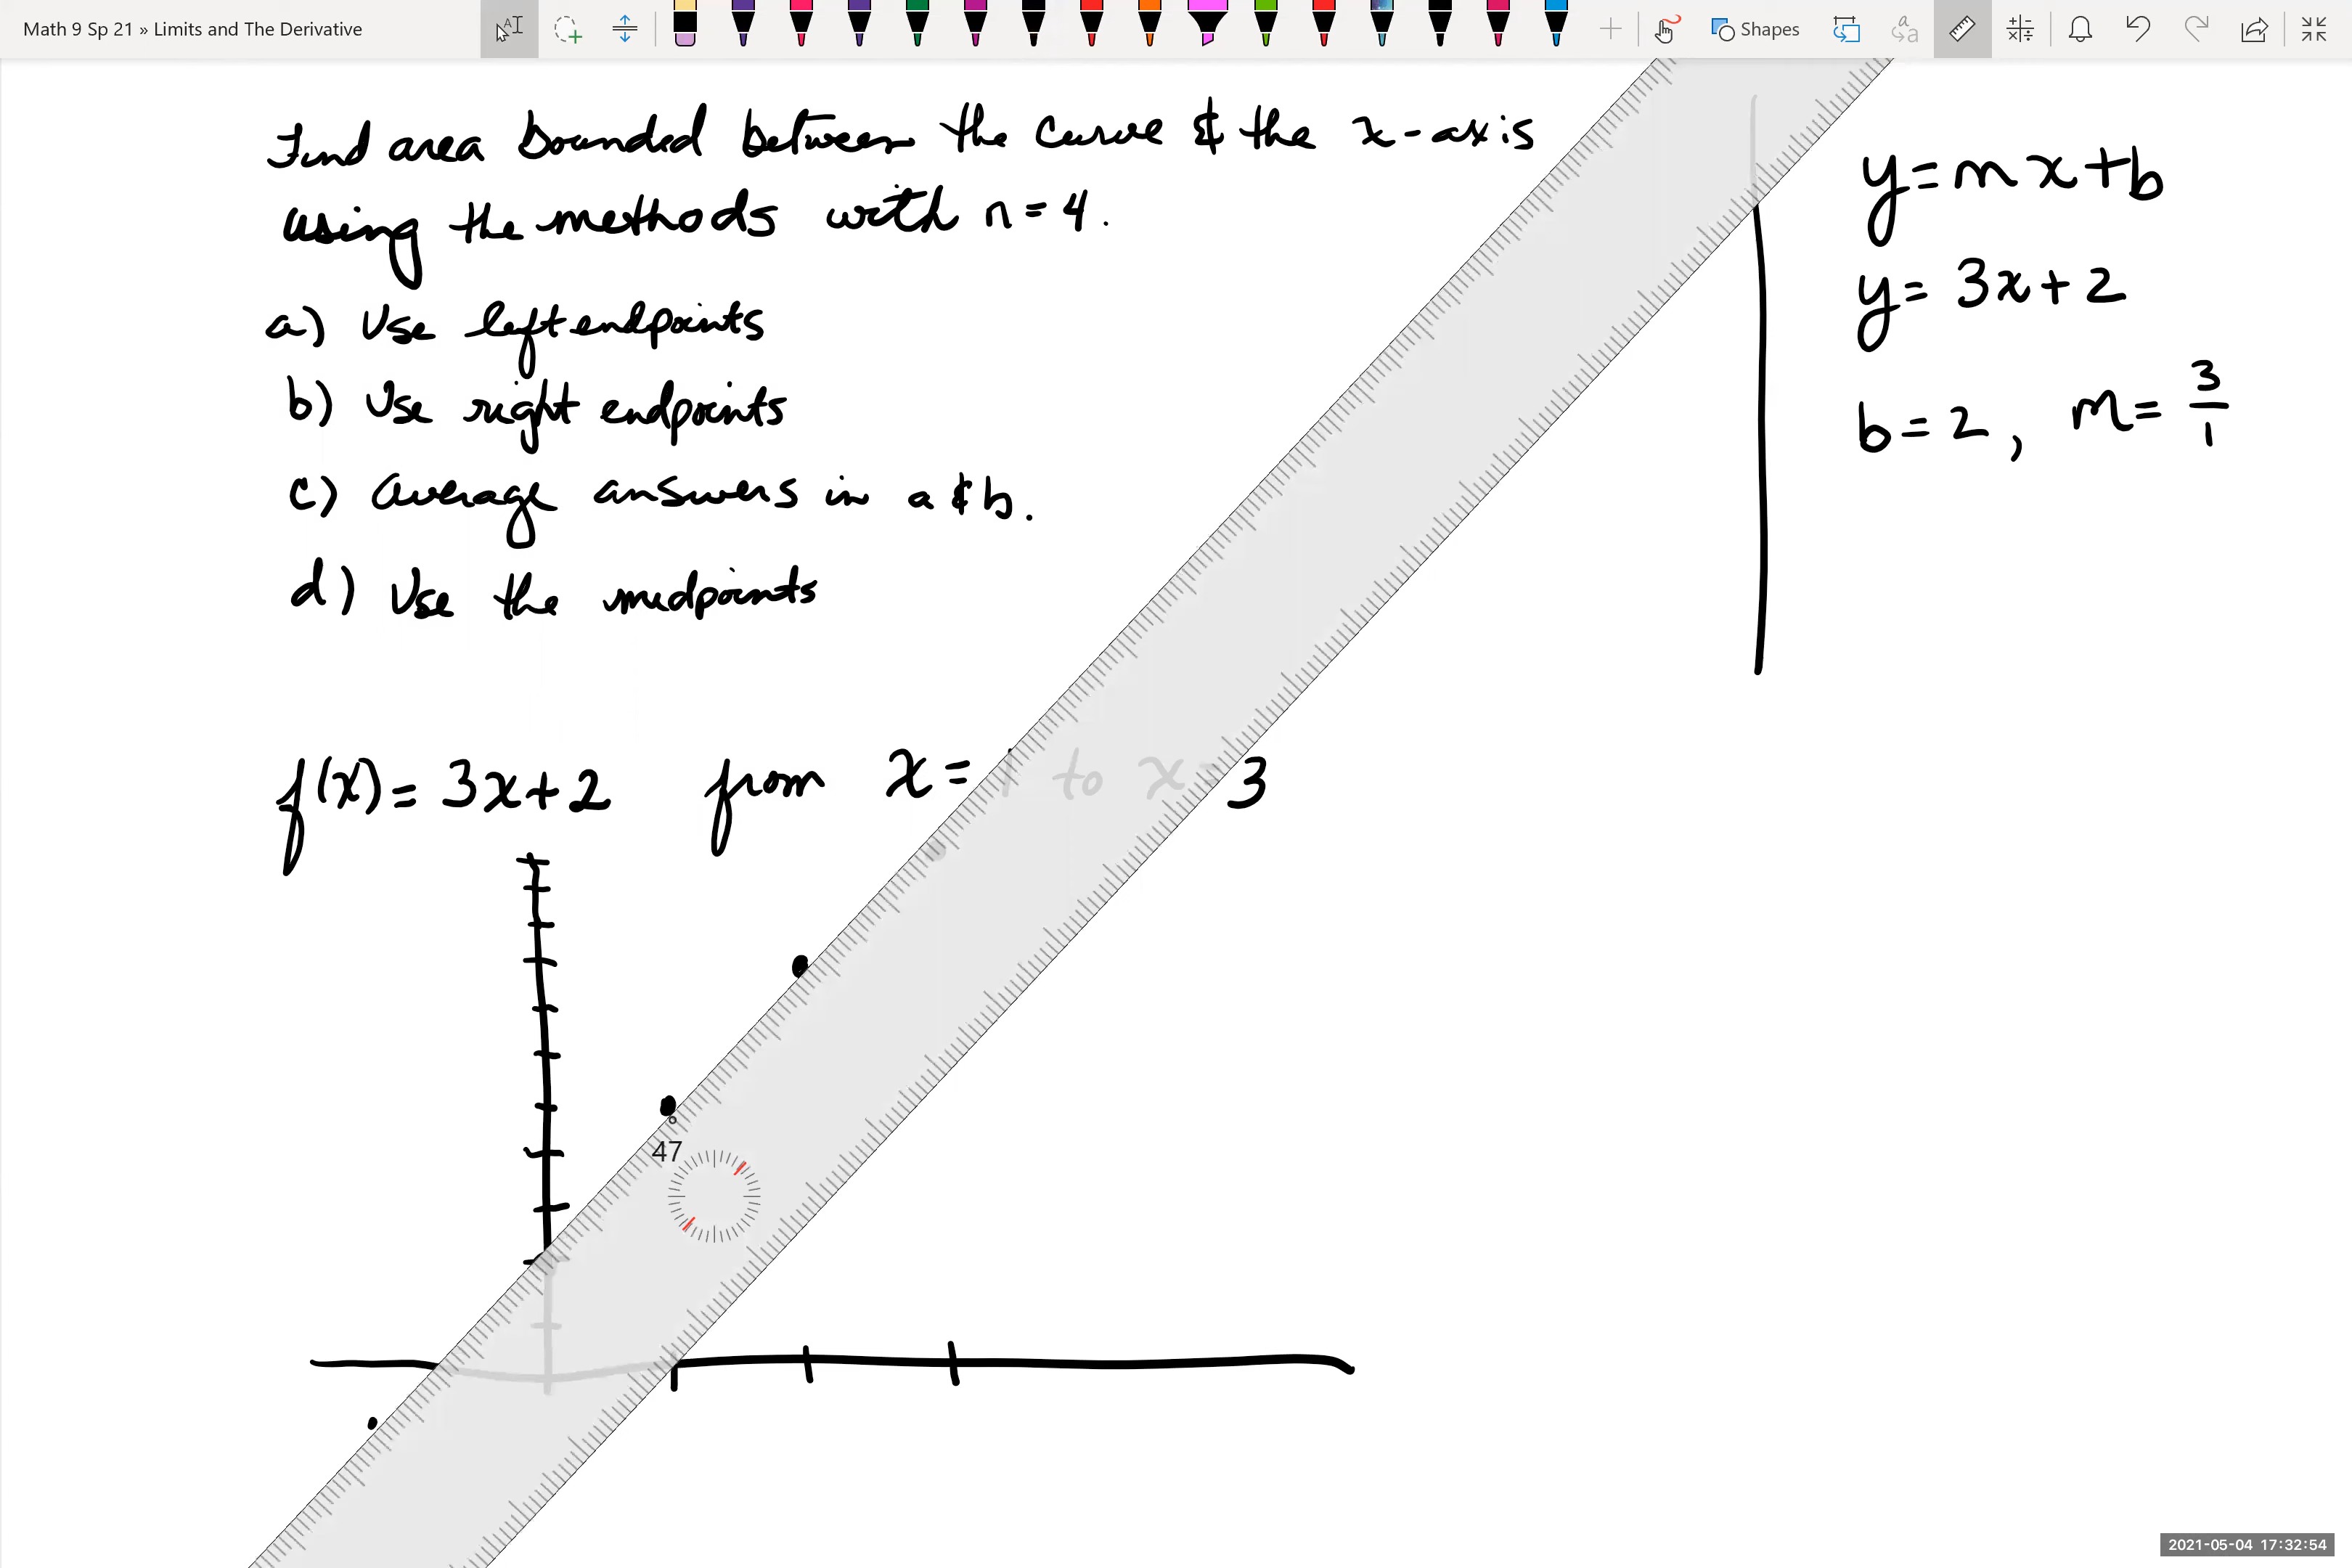 Math 9 Sp 21 » Limits and The Derivative
Shapes
Find area bounded between the curve & the x-axis
using the methods with n = 4.
a) Use left endpoints
b) Use right endpoints
c) Average answers in a & b.
d) Use the midpoints
y = mx + b
y = 3x + 2
b = 2, m = 3/1
f(x) = 3x + 2 from x = 1 to x = 3
47°
2021-05-04 17:32:54